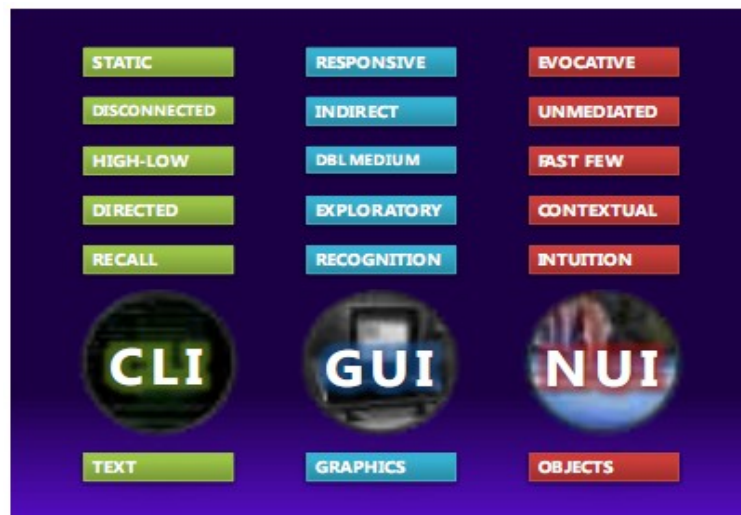 STATIC RESPONSIVE EVOCATIVE
DISCONNECTED INDIRECT UNMEDIATED
HIGH-LOW DBL MEDIUM FAST FEW
DIRECTED EXPLORATORY CONTEXTUAL
RECALL RECOGNITION INTUITION
CLI GUI NUI
TEXT GRAPHICS OBJECTS